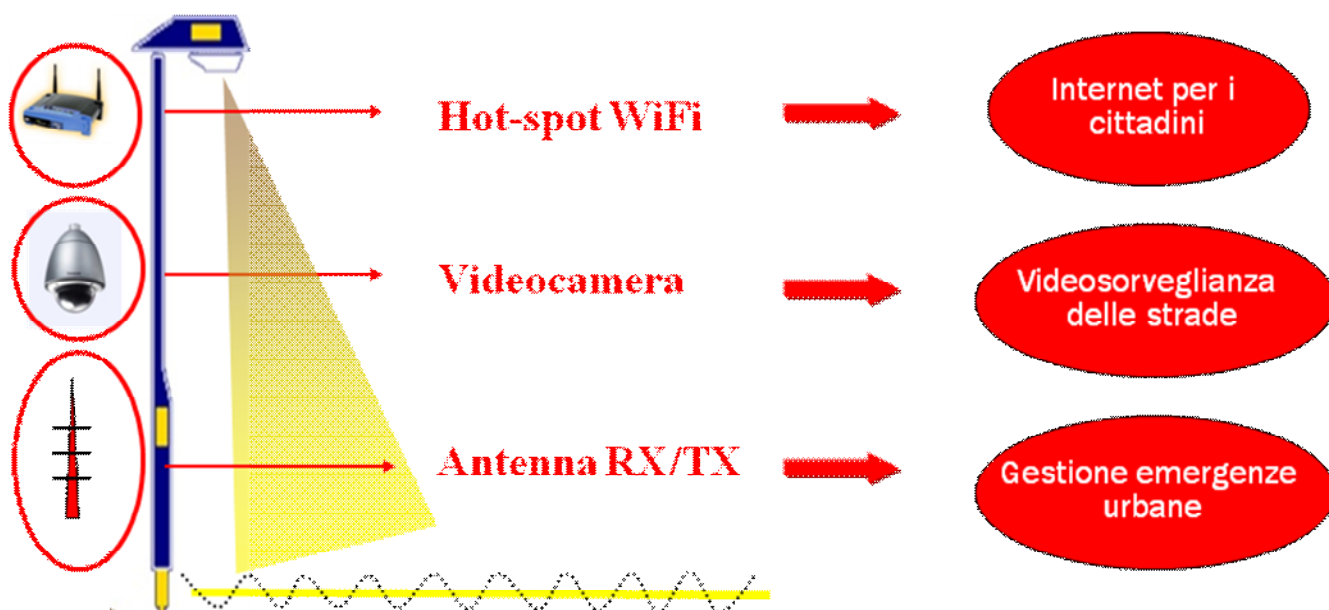 Hot-spot WiFi
Internet per i
cittadini
Videocamera
Videosorveglianza
delle strade
Antenna RX/TX
Gestione emergenze
urbane